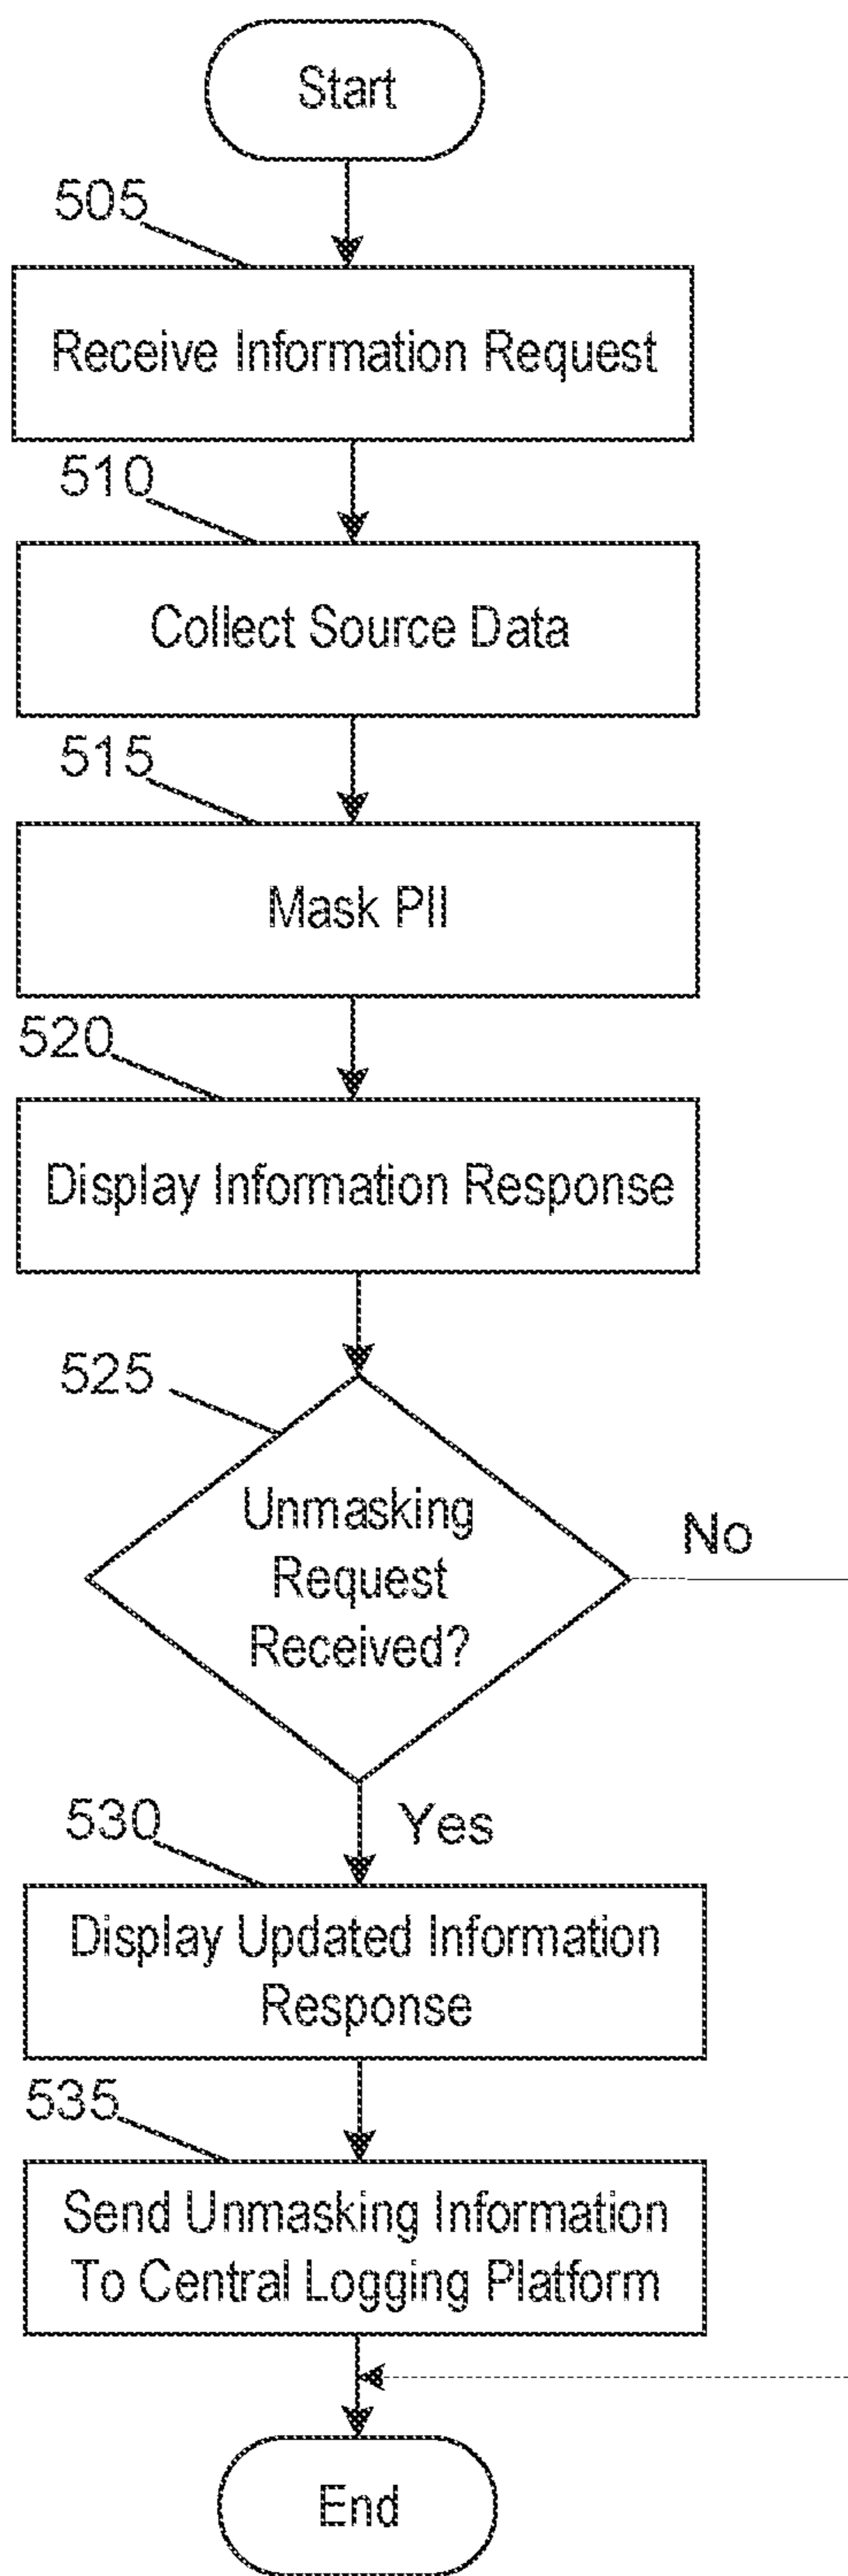 Start
505
Receive Information Request
510
Collect Source Data
515
Mask PII
520
Display Information Response
525
Unmasking
Request
Received?
No
530
Yes
Display Updated Information
Response
535
Send Unmasking Information
To Central Logging Platform
End